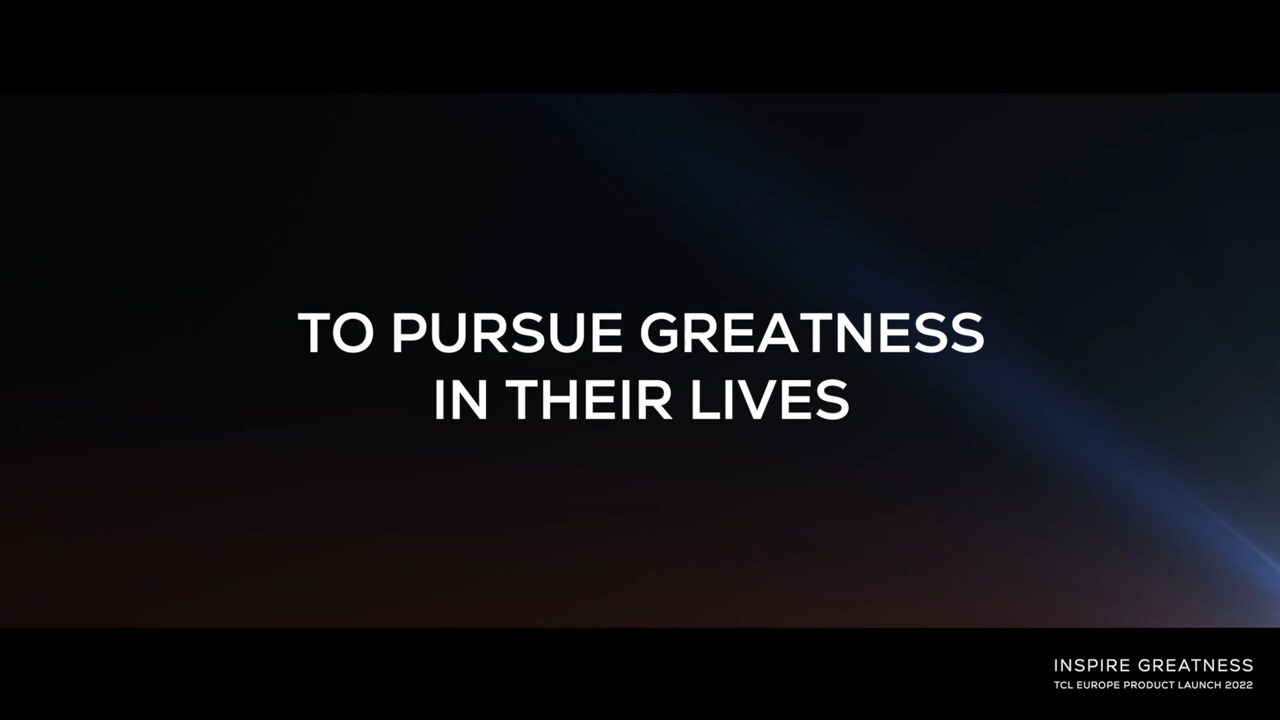 TO PURSUE GREATNESS
IN THEIR LIVES
INSPIRE GREATNESS
TCL EUROPE PRODUCT LAUNCH 2022